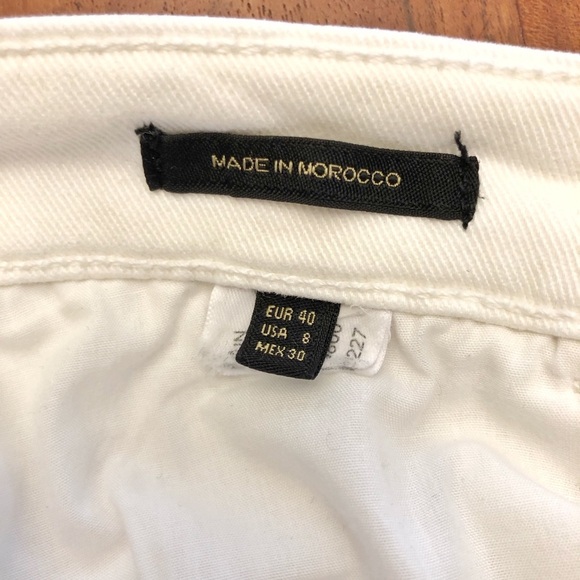 MADE IN MOROCCO
EUR 40
USA 8
MEX 30
227